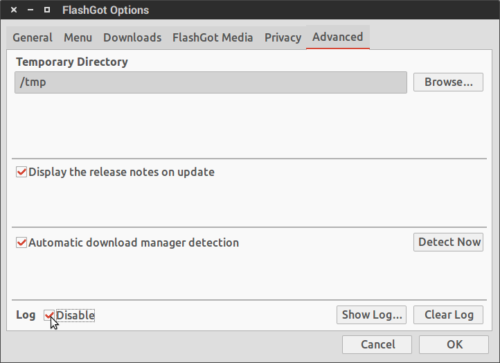 FlashGot Options
General Menu Downloads FlashGot Media Privacy Advanced
Temporary Directory
/tmp Browse...
Display the release notes on update
Automatic download manager detection Detect Now
Log Disable Show Log... Clear Log
Cancel OK